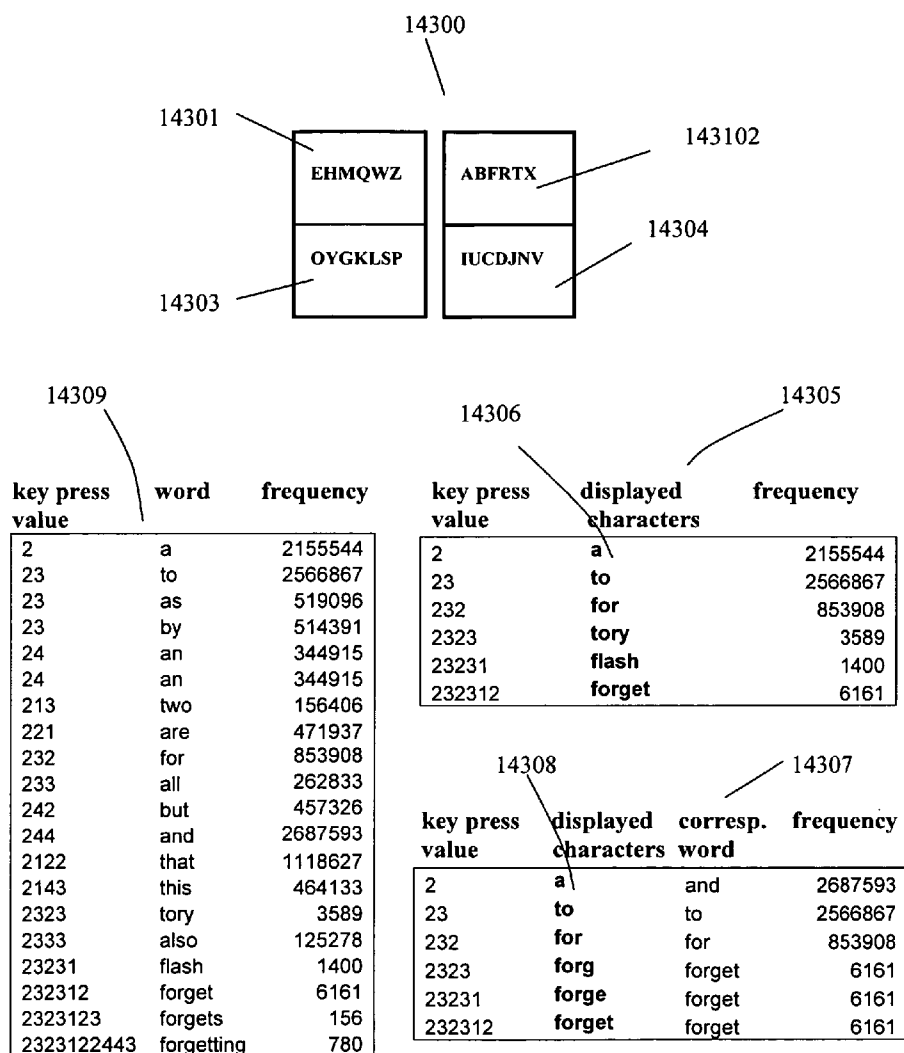 14300
14301
143102
EHMQWZ ABFRTX
14304
OYGKLSP IUCDJNV
14303
14309
key press value word frequency
2 a 2155544
23 to 2566867
23 as 519096
23 by 514391
24 an 344915
24 an 344915
213 two 156406
221 are 471937
232 for 853908
233 all 262833
242 but 457326
244 and 2687593
2122 that 1118627
2143 this 464133
2323 tory 3589
2333 also 125278
23231 flash 1400
232312 forget 6161
2323123 forgets 156
2323122443 forgetting 780
14305
14306
key press value displayed characters frequency
2 a 2155544
23 to 2566867
232 for 853908
2323 tory 3589
23231 flash 1400
232312 forget 6161
14308
14307
key press value displayed characters corresp. word frequency
2 a and 2687593
23 to to 2566867
232 for for 853908
2323 forg forget 6161
23231 forge forget 6161
232312 forget forget 6161